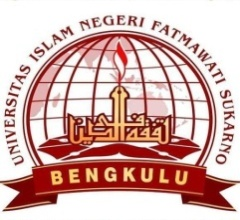 UNIVERSITAS ISLAM NEGERI FATMAWATI SUKARNO
BENGKULU